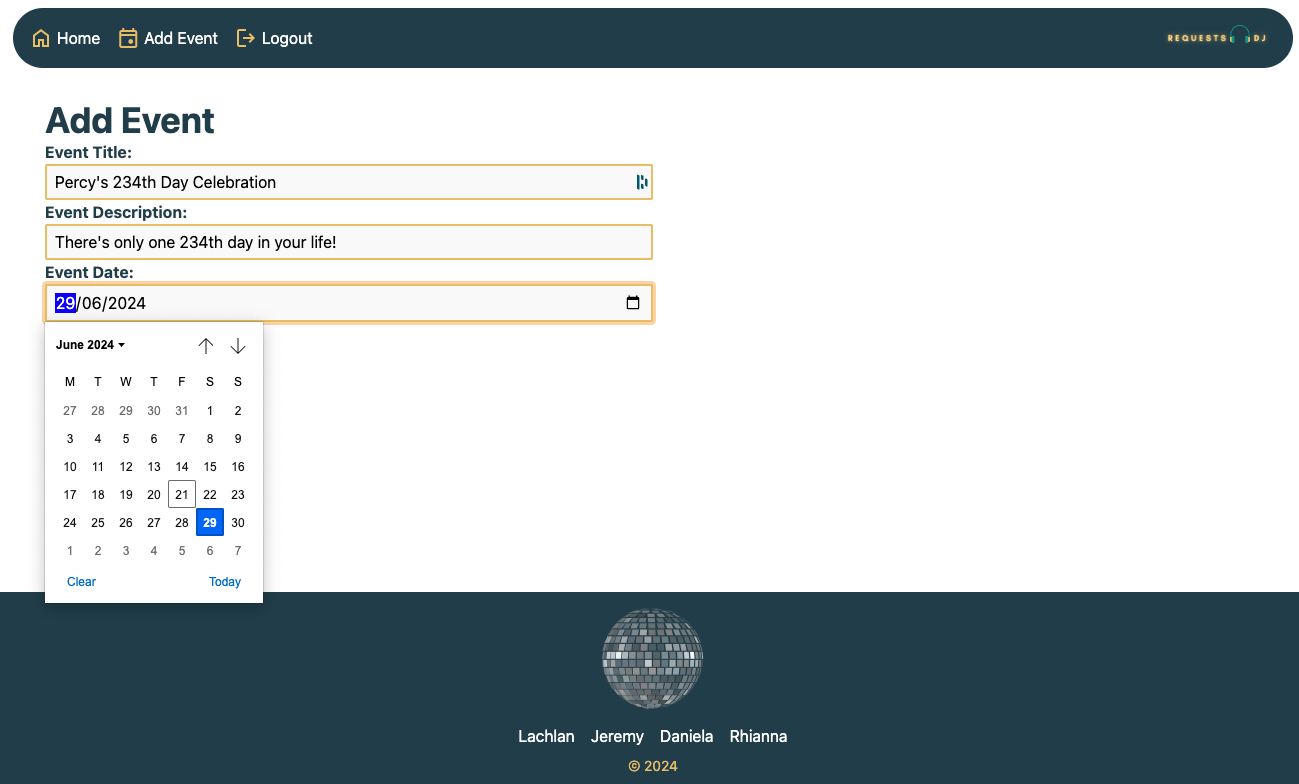 Home Add Event Logout REQUESTS DJ
Add Event
Event Title:
Percy's 234th Day Celebration
Event Description:
There's only one 234th day in your life!
Event Date:
29/06/2024
June 2024
M T W T F S S
27 28 29 30 31 1 2
3 4 5 6 7 8 9
10 11 12 13 14 15 16
17 18 19 20 21 22 23
24 25 26 27 28 29 30
1 2 3 4 5 6 7
Clear Today
Lachlan Jeremy Daniela Rhianna
© 2024